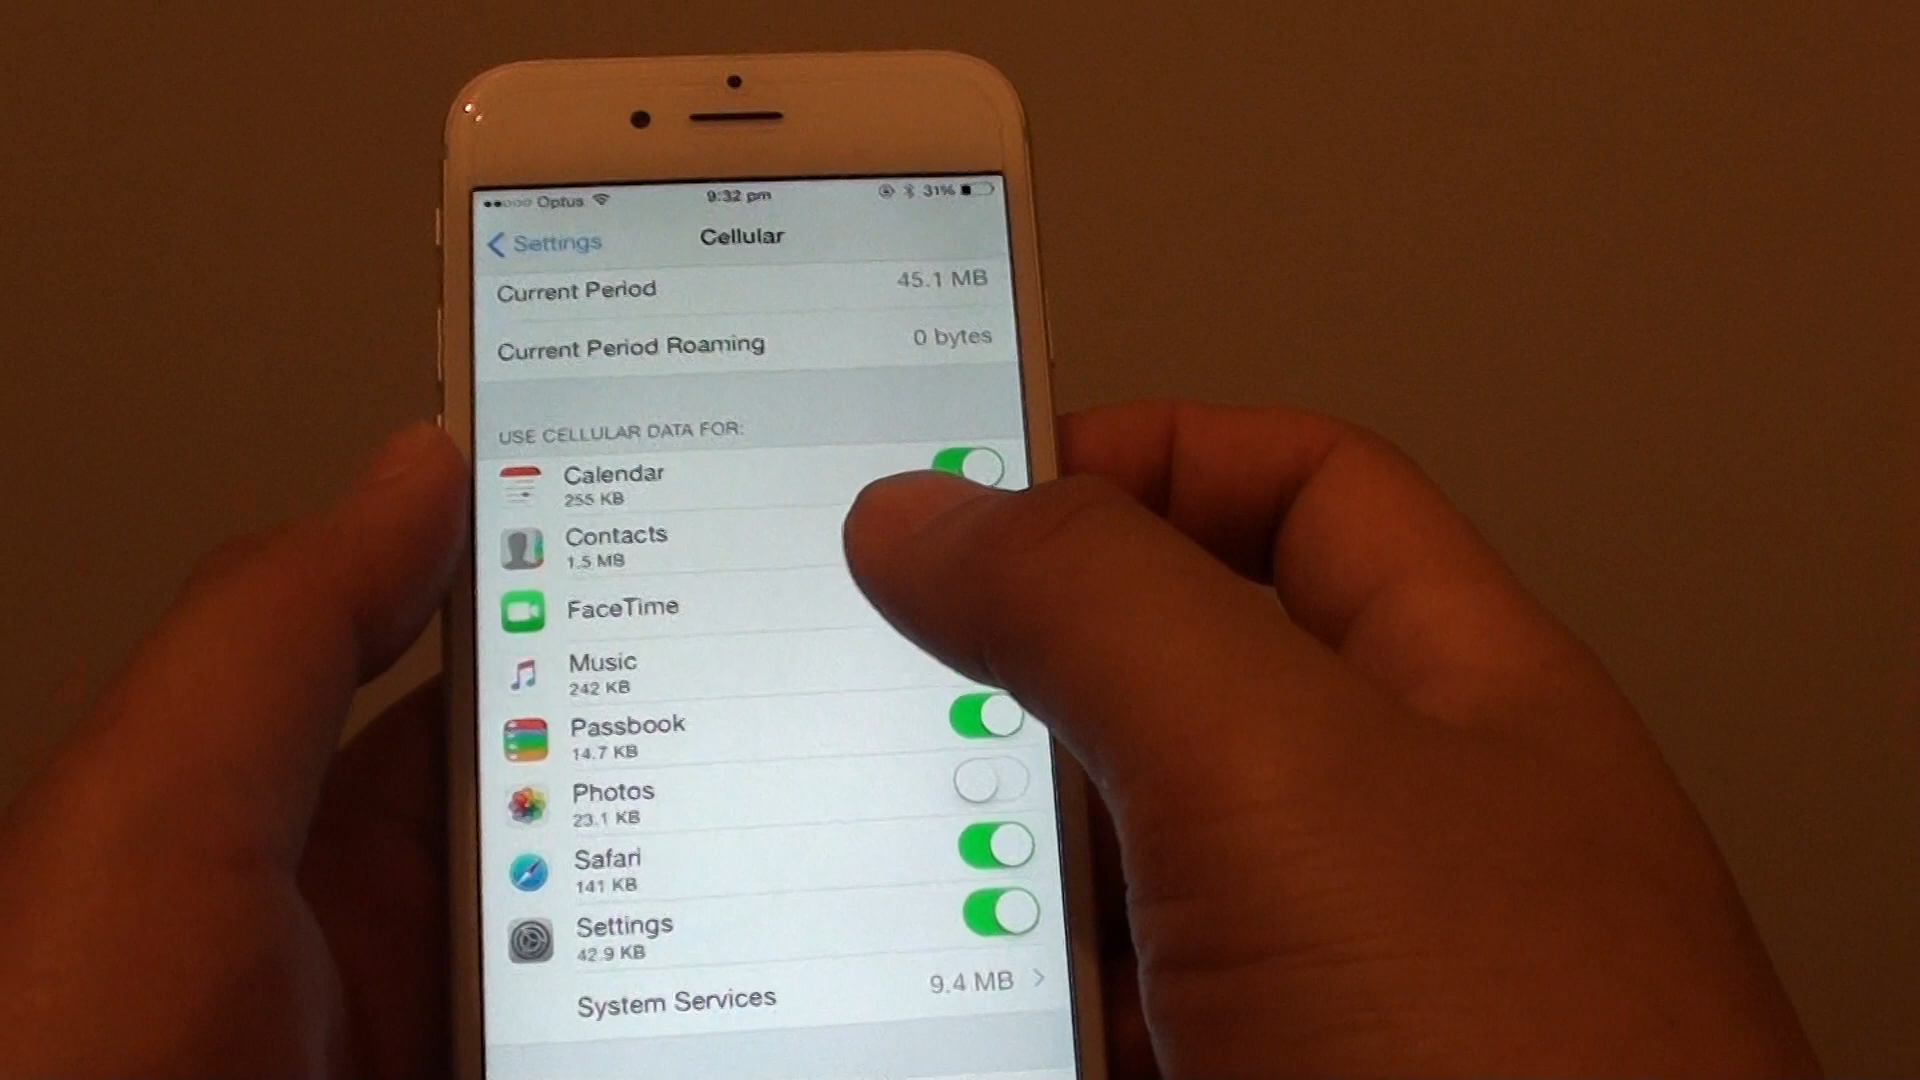 Optus 9:32 pm 31%
Settings Cellular
Current Period 45.1 MB
Current Period Roaming 0 bytes
USE CELLULAR DATA FOR:
Calendar
255 KB
Contacts
1.5 MB
FaceTime
Music
242 KB
Passbook
14.7 KB
Photos
23.1 KB
Safari
141 KB
Settings
42.9 KB
System Services 9.4 MB